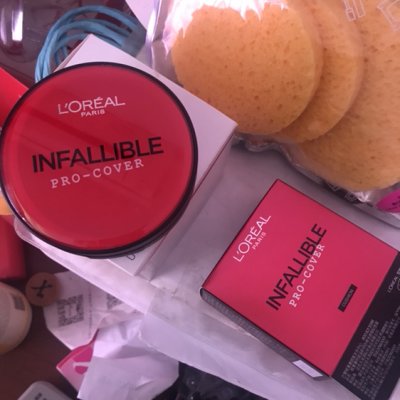 L'ORÉAL
PARIS
INFALLIBLE
PRO-COVER
L'ORÉAL
PARIS
INFALLIBLE
PRO-COVER